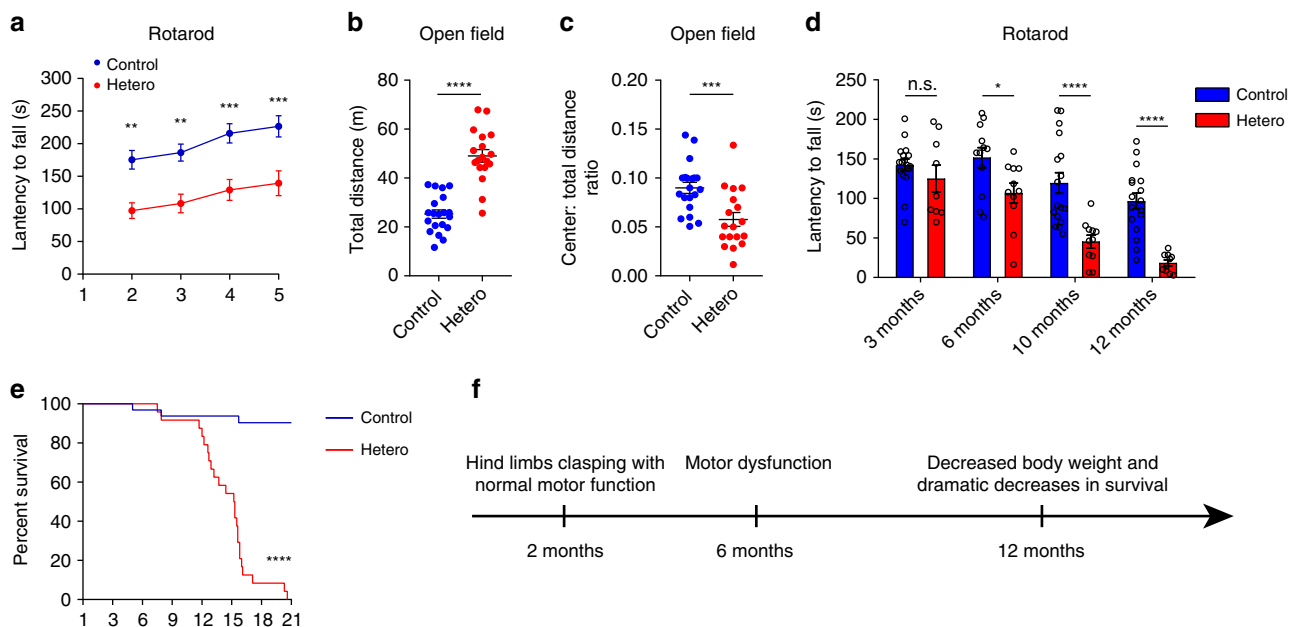 a
Rotarod
Control
Hetero
Lantency to fall (s)
300
250
200
150
100
50
0
**
**
***
***
1 2 3 4 5
b
Open field
Total distance (m)
80
60
40
20
0
****
Control
Hetero
c
Open field
Center: total distance
ratio
0.20
0.15
0.10
0.05
0.00
***
Control
Hetero
d
Rotarod
Lantency to fall (s)
250
200
150
100
50
0
n.s.
*
****
****
3 months
6 months
10 months
12 months
Control
Hetero
e
Percent survival
100
80
60
40
20
0
****
1 3 6 9 12 15 18 21
Control
Hetero
f
Hind limbs clasping with
normal motor function
Motor dysfunction
Decreased body weight and
dramatic decreases in survival
2 months
6 months
12 months